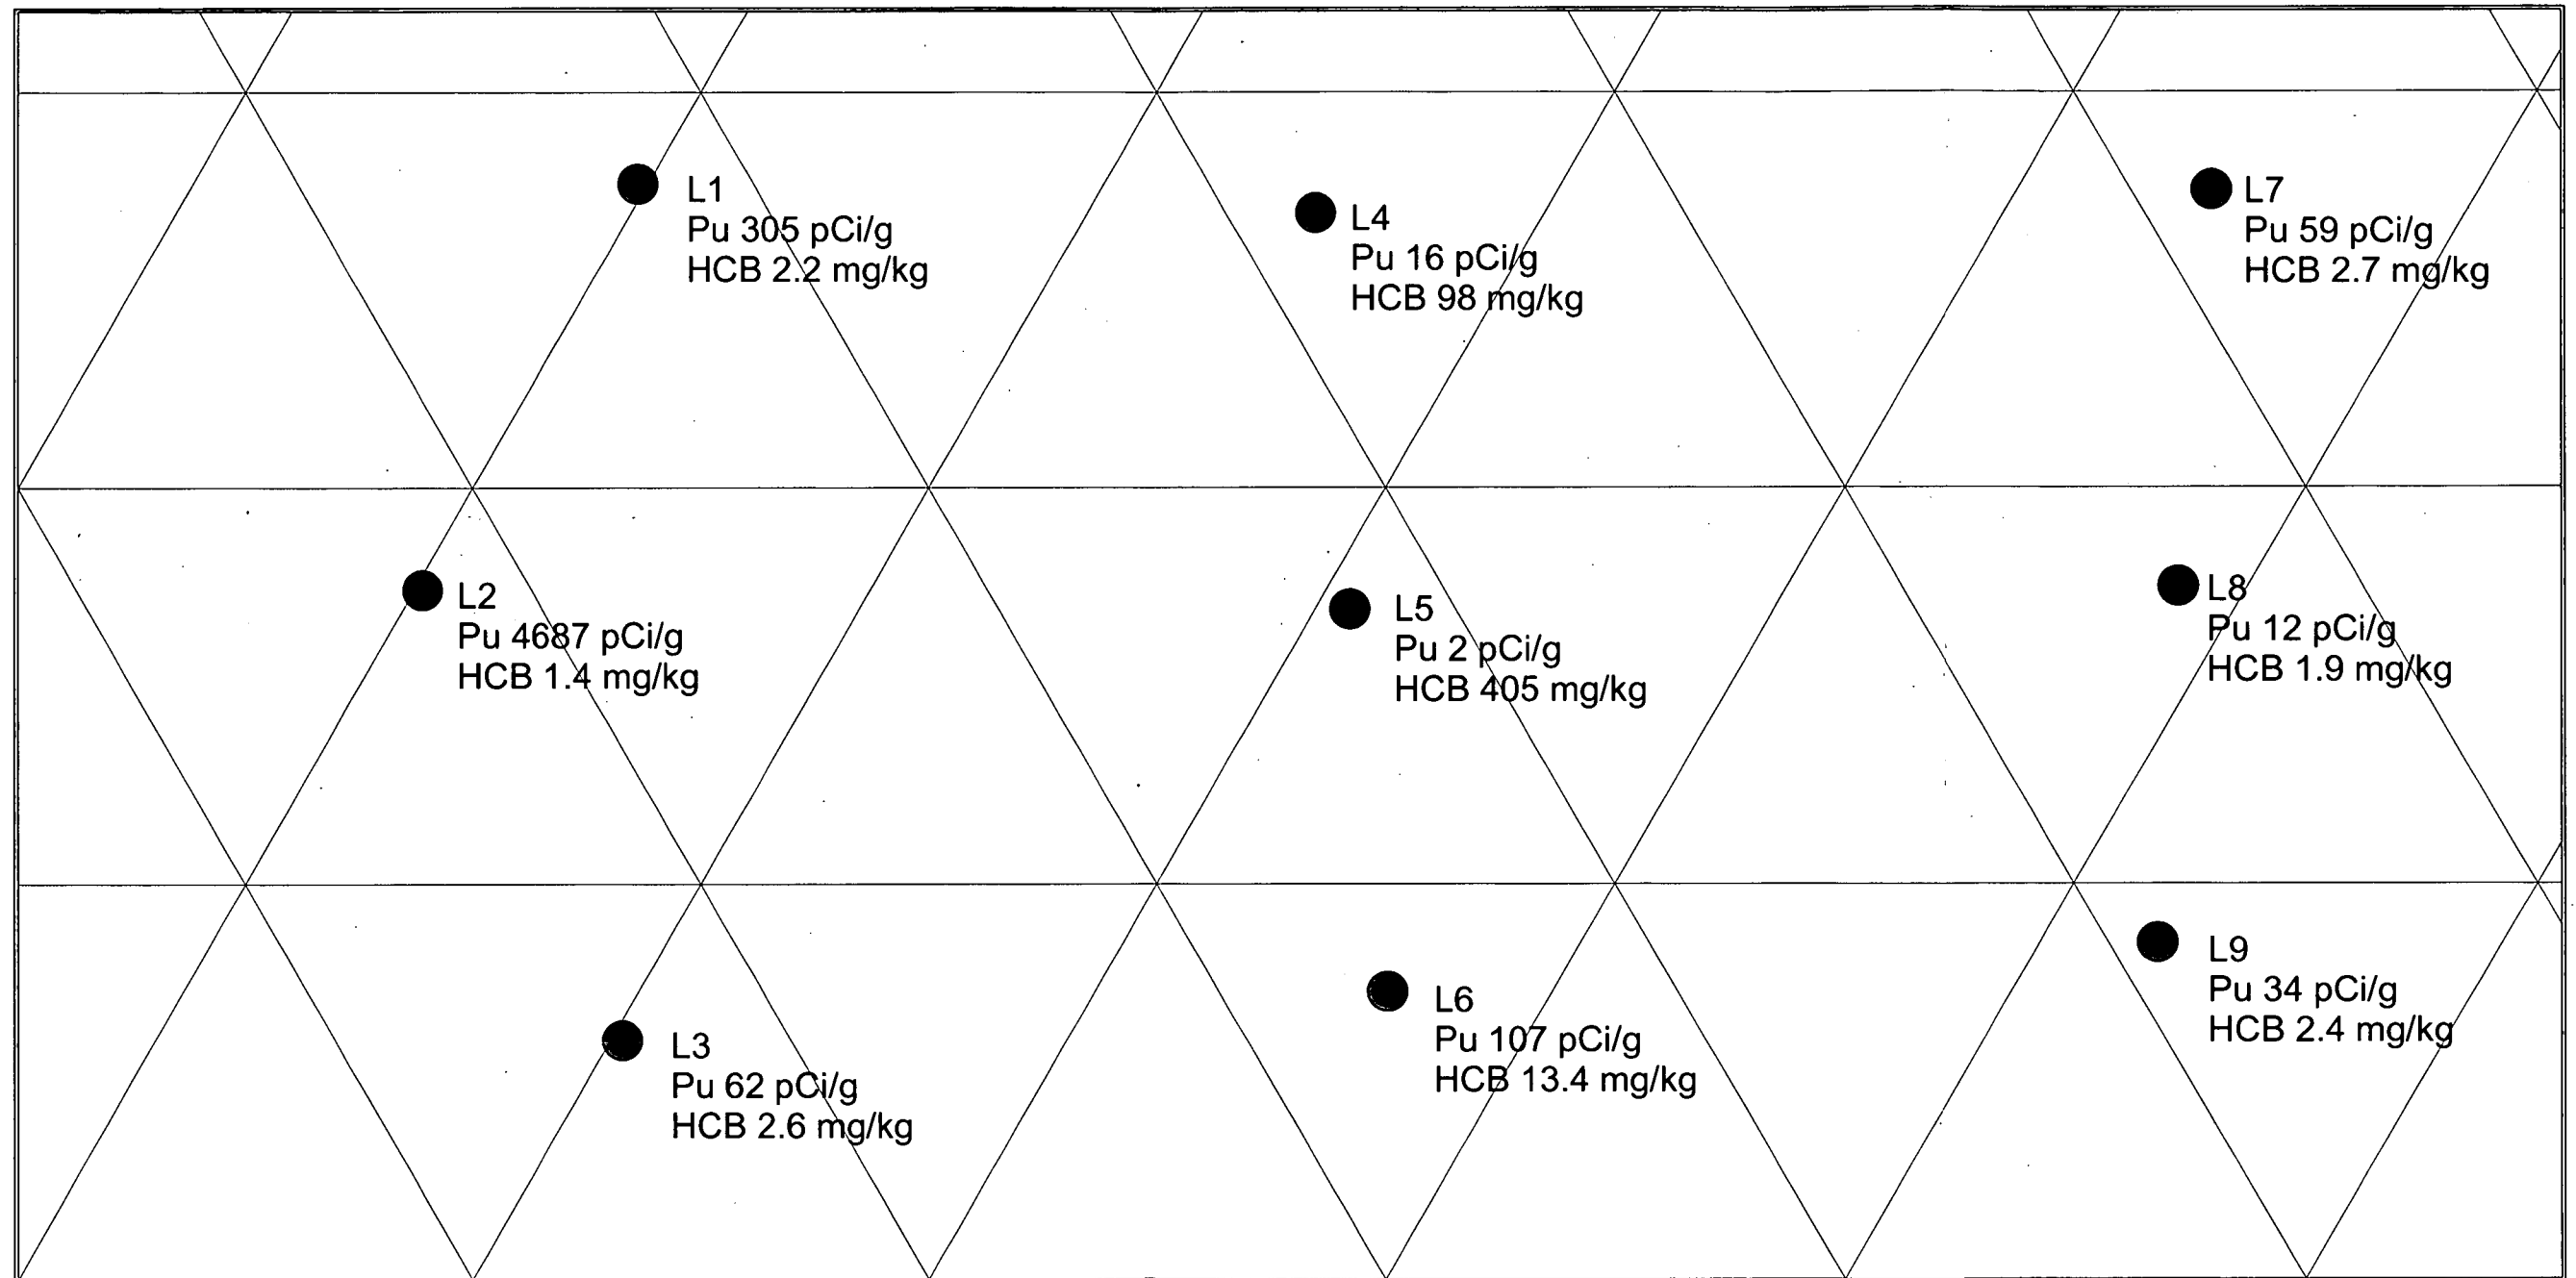 L1
Pu 305 pCi/g
HCB 2.2 mg/kg
L4
Pu 16 pCi/g
HCB 98 mg/kg
L7
Pu 59 pCi/g
HCB 2.7 mg/kg
L2
Pu 4687 pCi/g
HCB 1.4 mg/kg
L5
Pu 2 pCi/g
HCB 405 mg/kg
L8
Pu 12 pCi/g
HCB 1.9 mg/kg
L3
Pu 62 pCi/g
HCB 2.6 mg/kg
L6
Pu 107 pCi/g
HCB 13.4 mg/kg
L9
Pu 34 pCi/g
HCB 2.4 mg/kg